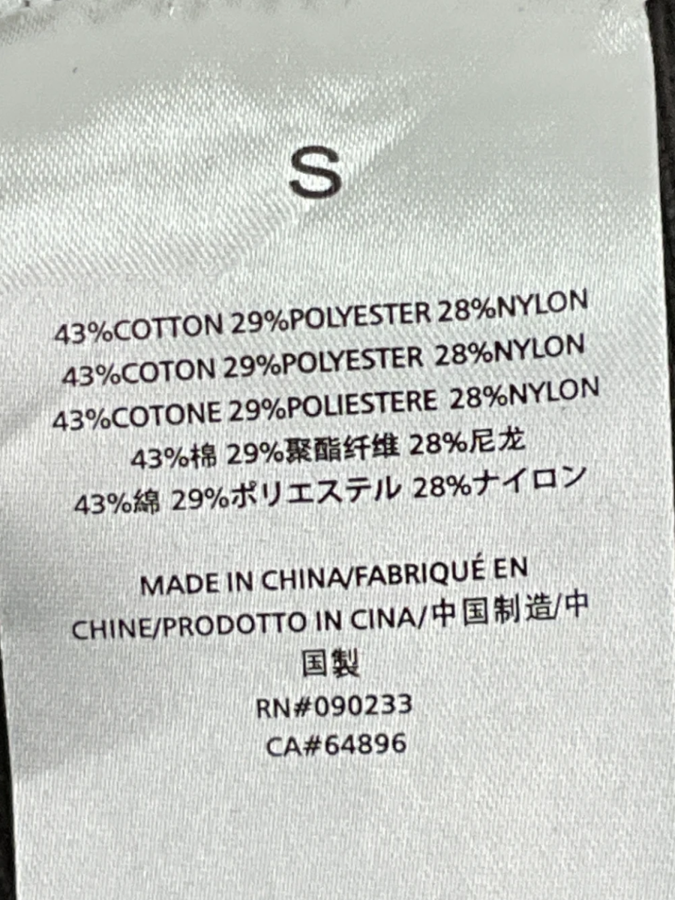 S
43%COTTON 29%POLYESTER 28%NYLON
43%COTON 29%POLYESTER 28%NYLON
43%COTONE 29%POLIESTERE 28%NYLON
43%棉 29%聚酯纤维 28%尼龙
43%綿 29%ポリエステル 28%ナイロン
MADE IN CHINA/FABRIQUÉ EN
CHINE/PRODOTTO IN CINA/中国制造/中
国製
RN#090233
CA#64896